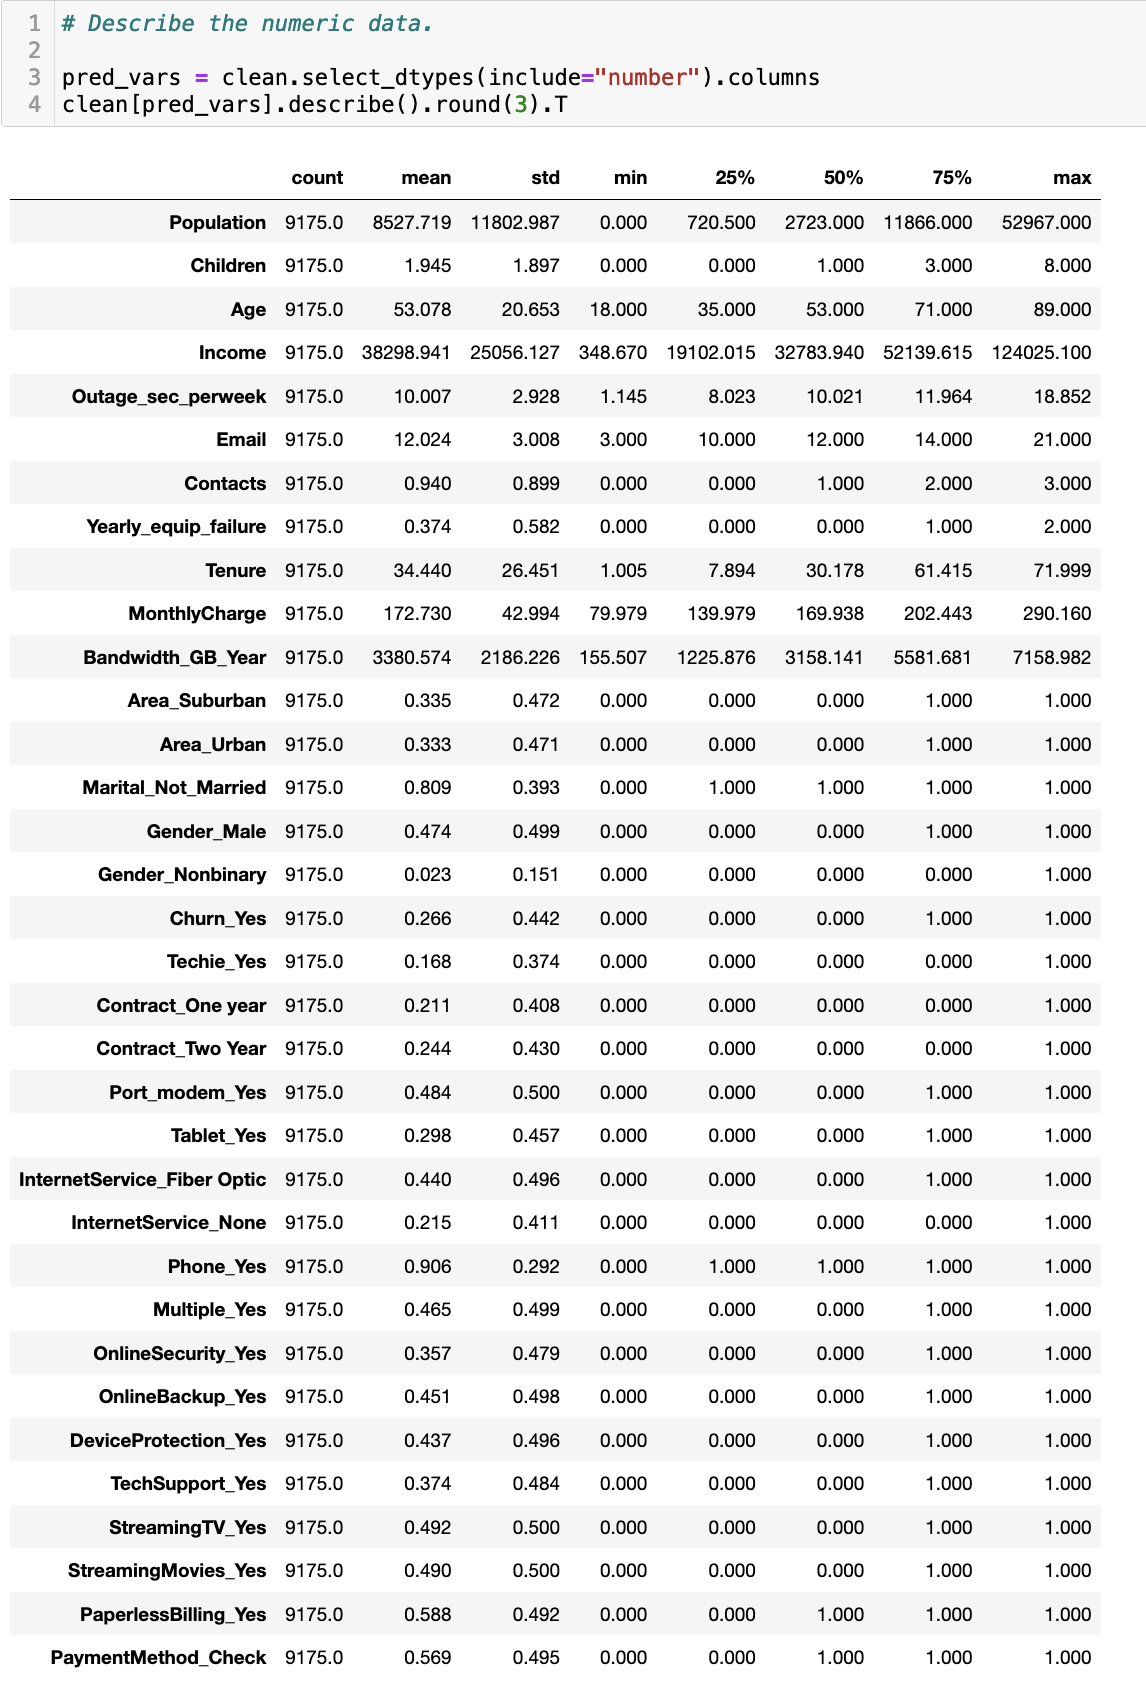 1 # Describe the numeric data.
2
3 pred_vars = clean.select_dtypes(include="number").columns
4 clean[pred_vars].describe().round(3).T
count mean std min 25% 50% 75% max
Population 9175.0 8527.719 11802.987 0.000 720.500 2723.000 11866.000 52967.000
Children 9175.0 1.945 1.897 0.000 0.000 1.000 3.000 8.000
Age 9175.0 53.078 20.653 18.000 35.000 53.000 71.000 89.000
Income 9175.0 38298.941 25056.127 348.670 19102.015 32783.940 52139.615 124025.100
Outage_sec_perweek 9175.0 10.007 2.928 1.145 8.023 10.021 11.964 18.852
Email 9175.0 12.024 3.008 3.000 10.000 12.000 14.000 21.000
Contacts 9175.0 0.940 0.899 0.000 0.000 1.000 2.000 3.000
Yearly_equip_failure 9175.0 0.374 0.582 0.000 0.000 0.000 1.000 2.000
Tenure 9175.0 34.440 26.451 1.005 7.894 30.178 61.415 71.999
MonthlyCharge 9175.0 172.730 42.994 79.979 139.979 169.938 202.443 290.160
Bandwidth_GB_Year 9175.0 3380.574 2186.226 155.507 1225.876 3158.141 5581.681 7158.982
Area_Suburban 9175.0 0.335 0.472 0.000 0.000 0.000 1.000 1.000
Area_Urban 9175.0 0.333 0.471 0.000 0.000 0.000 1.000 1.000
Marital_Not_Married 9175.0 0.809 0.393 0.000 1.000 1.000 1.000 1.000
Gender_Male 9175.0 0.474 0.499 0.000 0.000 0.000 1.000 1.000
Gender_Nonbinary 9175.0 0.023 0.151 0.000 0.000 0.000 0.000 1.000
Churn_Yes 9175.0 0.266 0.442 0.000 0.000 0.000 1.000 1.000
Techie_Yes 9175.0 0.168 0.374 0.000 0.000 0.000 0.000 1.000
Contract_One year 9175.0 0.211 0.408 0.000 0.000 0.000 0.000 1.000
Contract_Two Year 9175.0 0.244 0.430 0.000 0.000 0.000 0.000 1.000
Port_modem_Yes 9175.0 0.484 0.500 0.000 0.000 0.000 1.000 1.000
Tablet_Yes 9175.0 0.298 0.457 0.000 0.000 0.000 1.000 1.000
InternetService_Fiber Optic 9175.0 0.440 0.496 0.000 0.000 0.000 1.000 1.000
InternetService_None 9175.0 0.215 0.411 0.000 0.000 0.000 0.000 1.000
Phone_Yes 9175.0 0.906 0.292 0.000 1.000 1.000 1.000 1.000
Multiple_Yes 9175.0 0.465 0.499 0.000 0.000 0.000 1.000 1.000
OnlineSecurity_Yes 9175.0 0.357 0.479 0.000 0.000 0.000 1.000 1.000
OnlineBackup_Yes 9175.0 0.451 0.498 0.000 0.000 0.000 1.000 1.000
DeviceProtection_Yes 9175.0 0.437 0.496 0.000 0.000 0.000 1.000 1.000
TechSupport_Yes 9175.0 0.374 0.484 0.000 0.000 0.000 1.000 1.000
StreamingTV_Yes 9175.0 0.492 0.500 0.000 0.000 0.000 1.000 1.000
StreamingMovies_Yes 9175.0 0.490 0.500 0.000 0.000 0.000 1.000 1.000
PaperlessBilling_Yes 9175.0 0.588 0.492 0.000 0.000 1.000 1.000 1.000
PaymentMethod_Check 9175.0 0.569 0.495 0.000 0.000 1.000 1.000 1.000